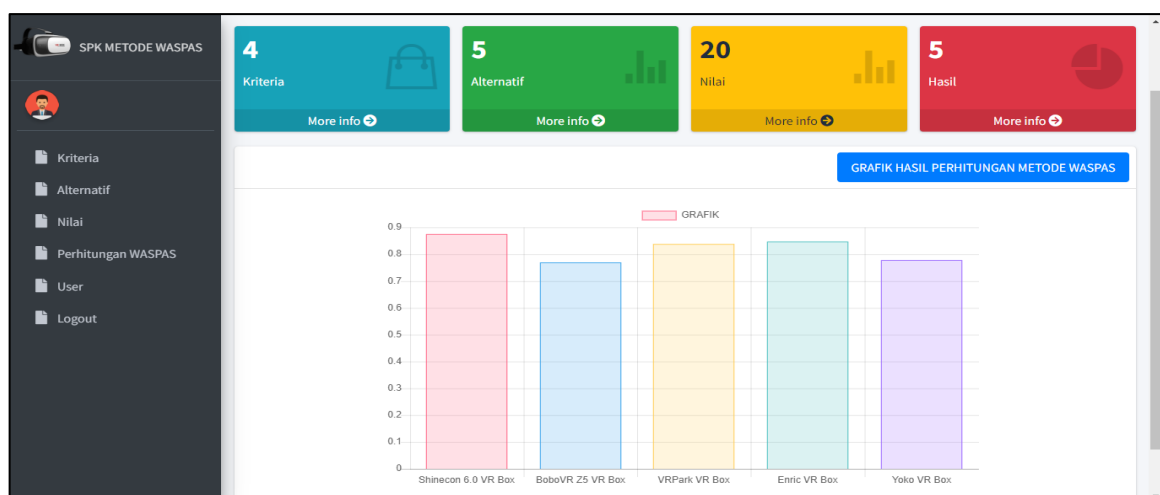 SPK METODE WASPAS
Kriteria
Alternatif
Nilai
Perhitungan WASPAS
User
Logout
4
Kriteria
More info
5
Alternatif
More info
20
Nilai
More info
5
Hasil
More info
GRAFIK HASIL PERHITUNGAN METODE WASPAS
GRAFIK
0.9
0.8
0.7
0.6
0.5
0.4
0.3
0.2
0.1
0
Shinecon 6.0 VR Box
BoboVR Z5 VR Box
VRPark VR Box
Enric VR Box
Yoko VR Box